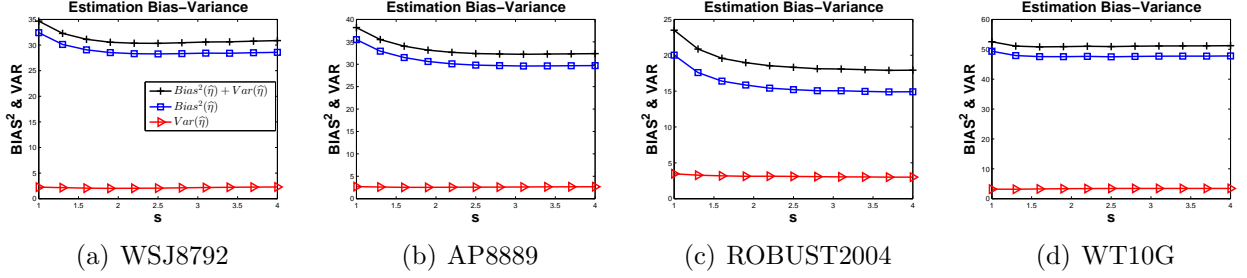 Estimation Bias–Variance
BIAS² & VAR
35
30
25
20
15
10
5
0
Bias²(η̂) + Var(η̂)
Bias²(η̂)
Var(η̂)
1 1.5 2 2.5 3 3.5 4
s
(a) WSJ8792
Estimation Bias–Variance
BIAS² & VAR
40
35
30
25
20
15
10
5
0
1 1.5 2 2.5 3 3.5 4
s
(b) AP8889
Estimation Bias–Variance
BIAS² & VAR
25
20
15
10
5
0
1 1.5 2 2.5 3 3.5 4
s
(c) ROBUST2004
Estimation Bias–Variance
BIAS² & VAR
60
50
40
30
20
10
0
1 1.5 2 2.5 3 3.5 4
s
(d) WT10G